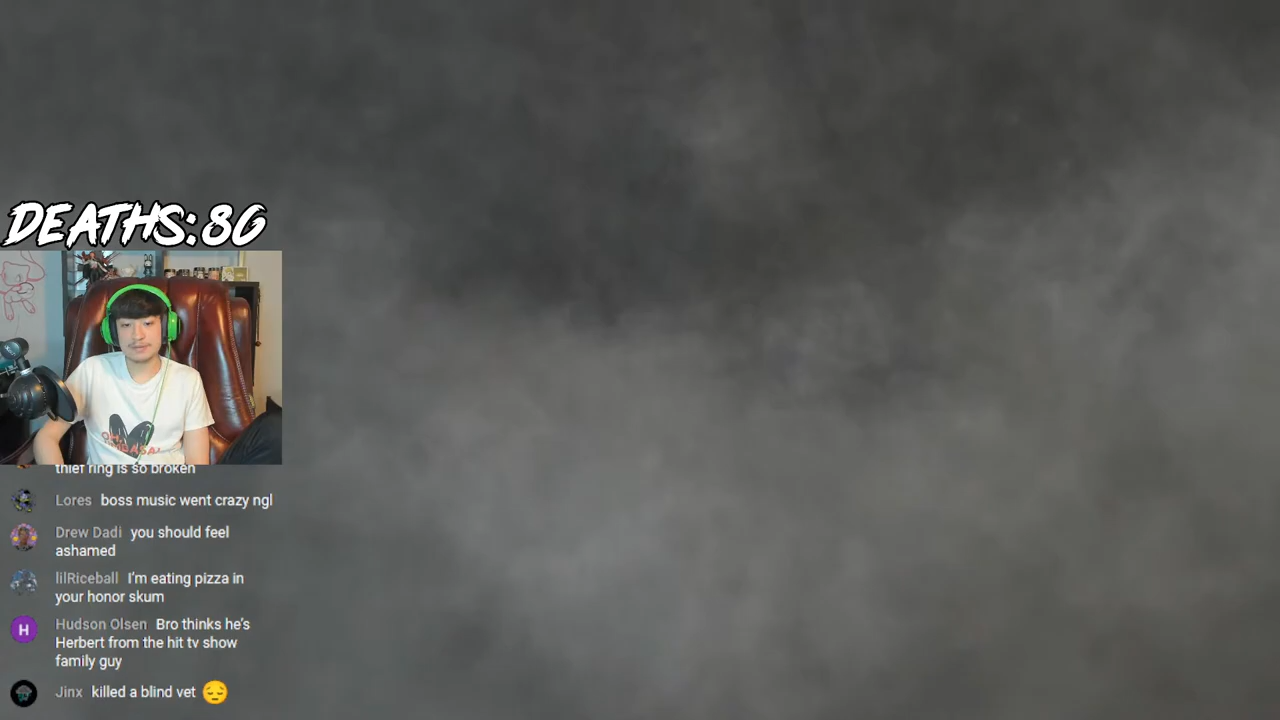 DEATHS:86
thief ring is so broken
Lores boss music went crazy ngl
Drew Dadi you should feel
ashamed
lilRiceball I'm eating pizza in
your honor skum
H
Hudson Olsen Bro thinks he's
Herbert from the hit tv show
family guy
Jinx killed a blind vet 😔